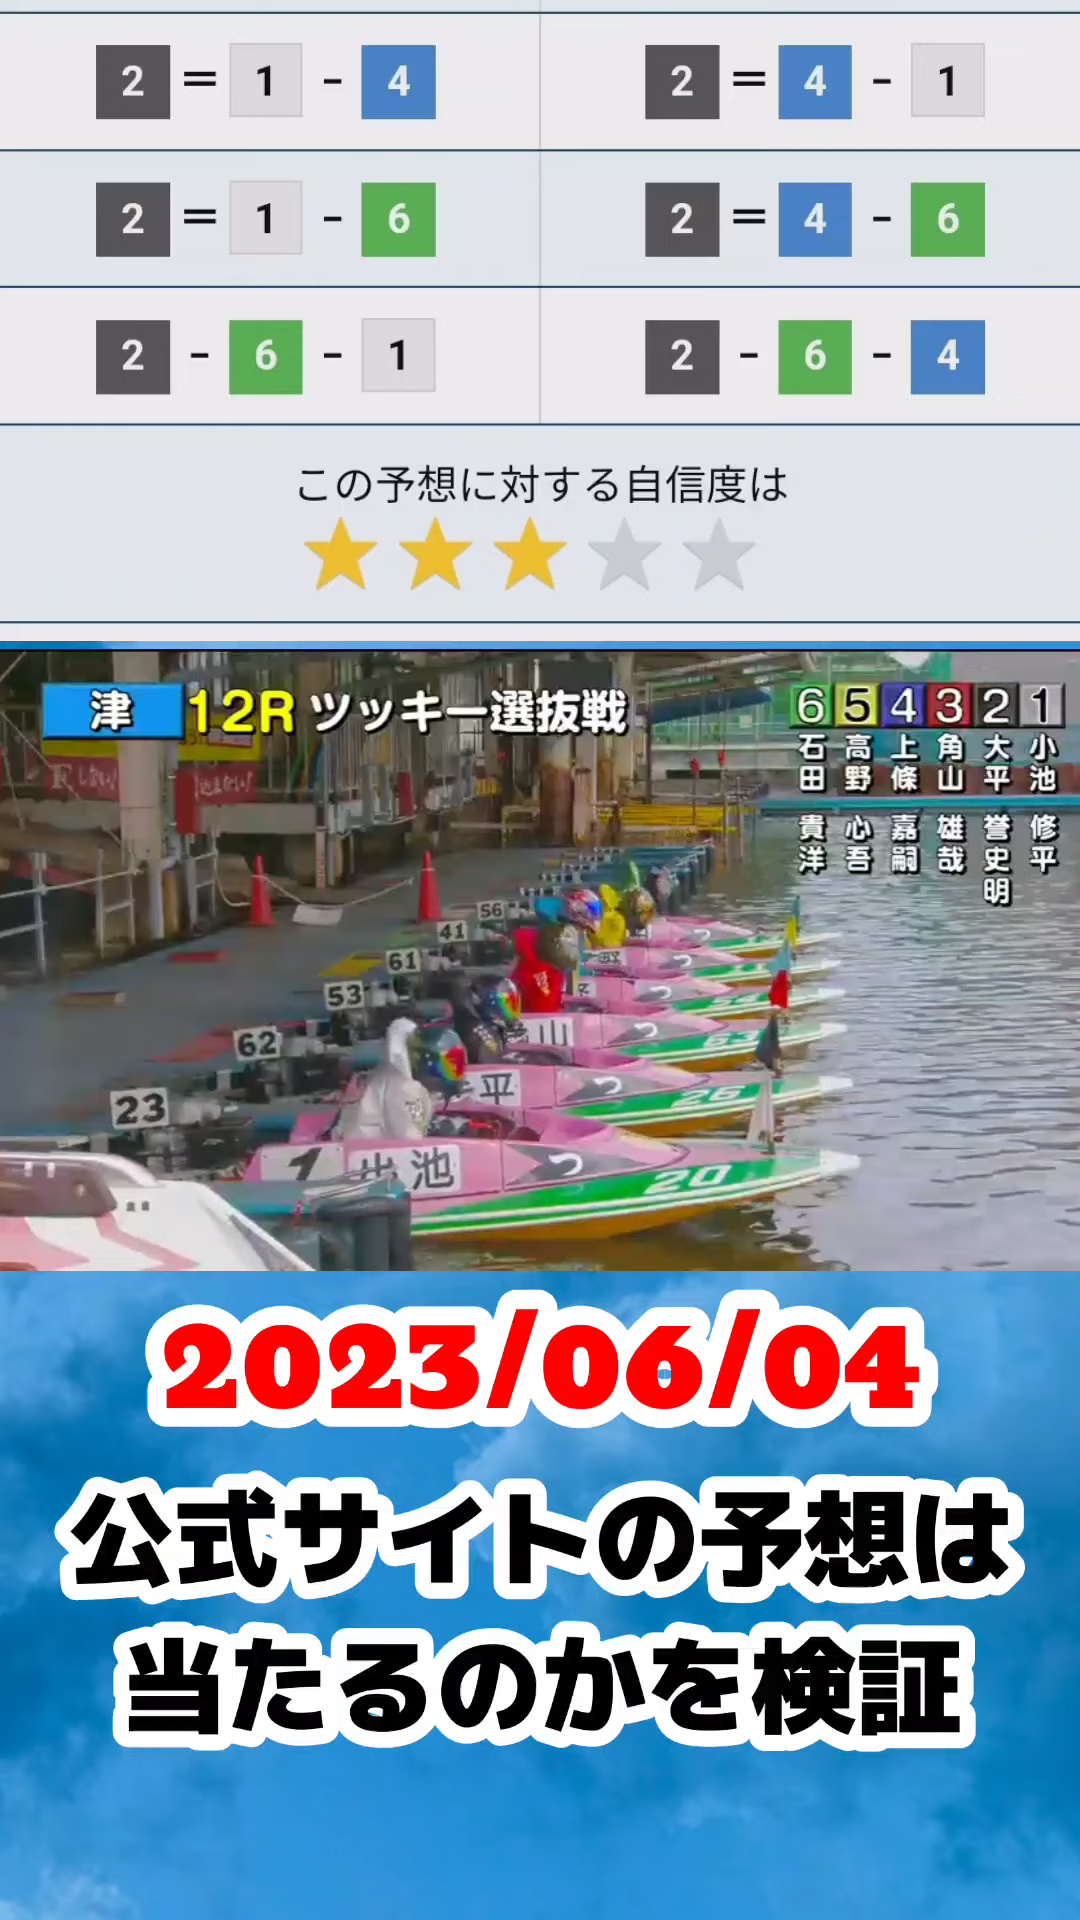 2 = 1 - 4
2 = 4 - 1
2 = 1 - 6
2 = 4 - 6
2 - 6 - 1
2 - 6 - 4
この予想に対する自信度は
津 12R ツッキー選抜戦
6 5 4 3 2 1
石田 貴洋
高野 心吾
上條 嘉嗣
角山 雄哉
大平 誉史明
小池 修平
56
41
61
53
62
23
山 つ 63
平 つ 26
1 小池 つ 20
2023/06/04
公式サイトの予想は
当たるのかを検証